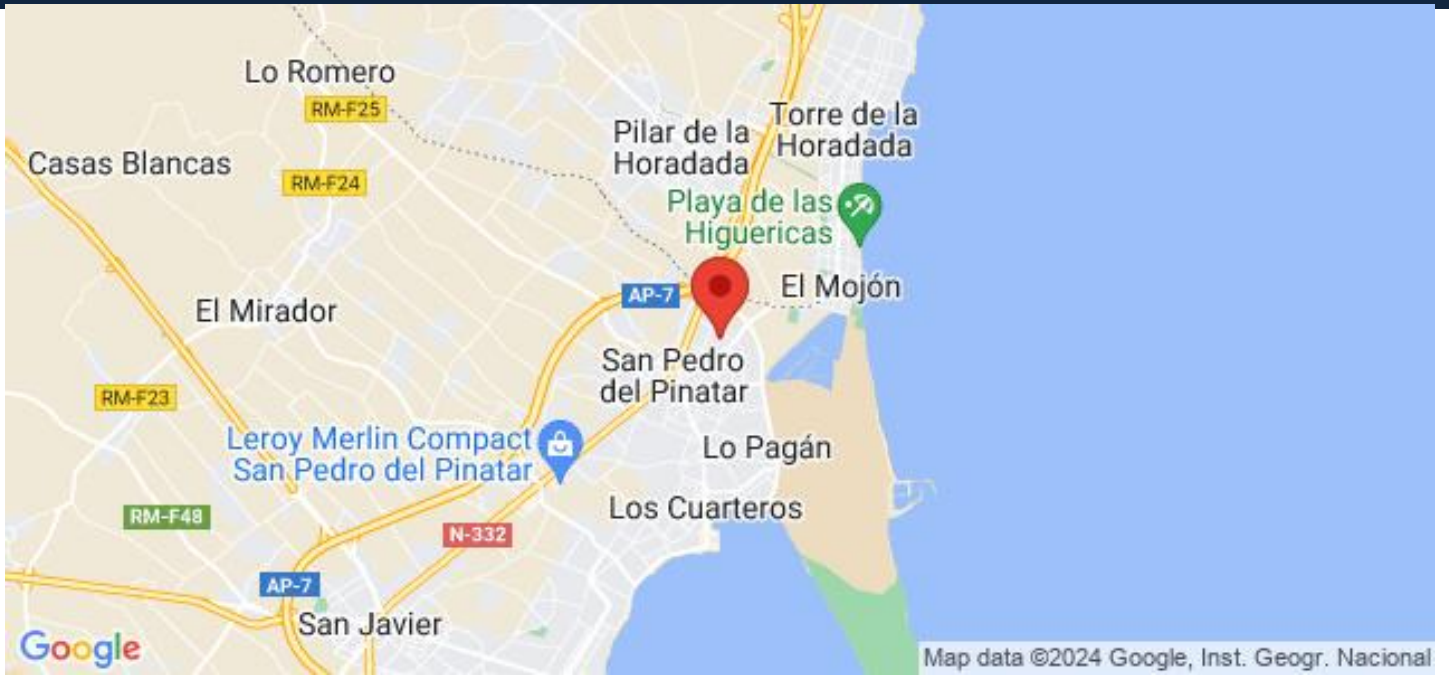 Lo Romero
RM-F25
Torre de la
Horadada
Pilar de la
Horadada
Casas Blancas
RM-F24
Playa de las
Higuericas
El Mojón
AP-7
El Mirador
San Pedro
del Pinatar
RM-F23
Leroy Merlin Compact
San Pedro del Pinatar
Lo Pagán
Los Cuarteros
RM-F48
N-332
AP-7
San Javier
Google
Map data ©2024 Google, Inst. Geogr. Nacional